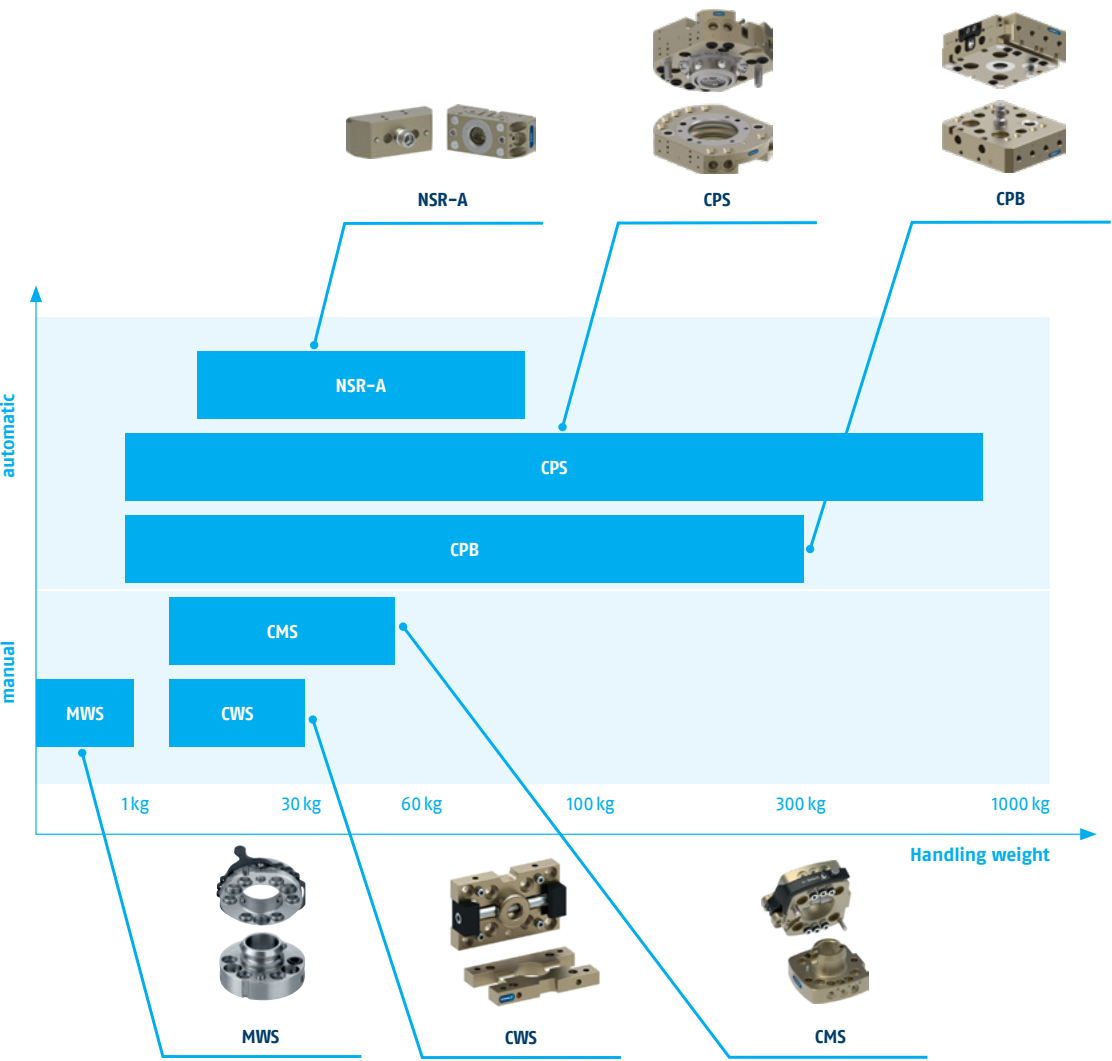 NSR-A
CPS
CPB
automatic
NSR-A
CPS
CPB
manual
CMS
MWS
CWS
1 kg
30 kg
60 kg
100 kg
300 kg
1000 kg
Handling weight
MWS
CWS
CMS